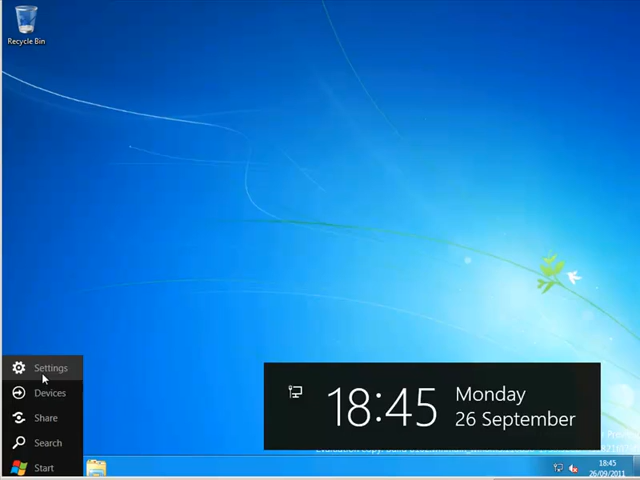 Recycle Bin
Settings
Devices
Share
Search
Start
18:45
Monday
26 September
18:45
26/09/2011